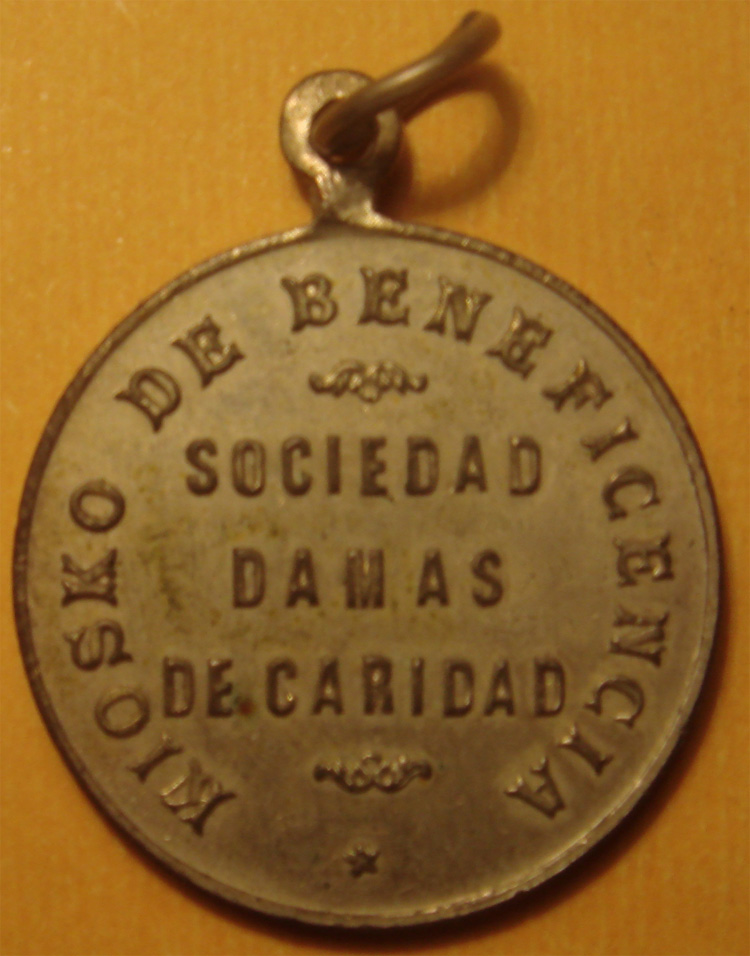 KIOSKO DE BENEFICENCIA
SOCIEDAD
DAMAS
DE CARIDAD